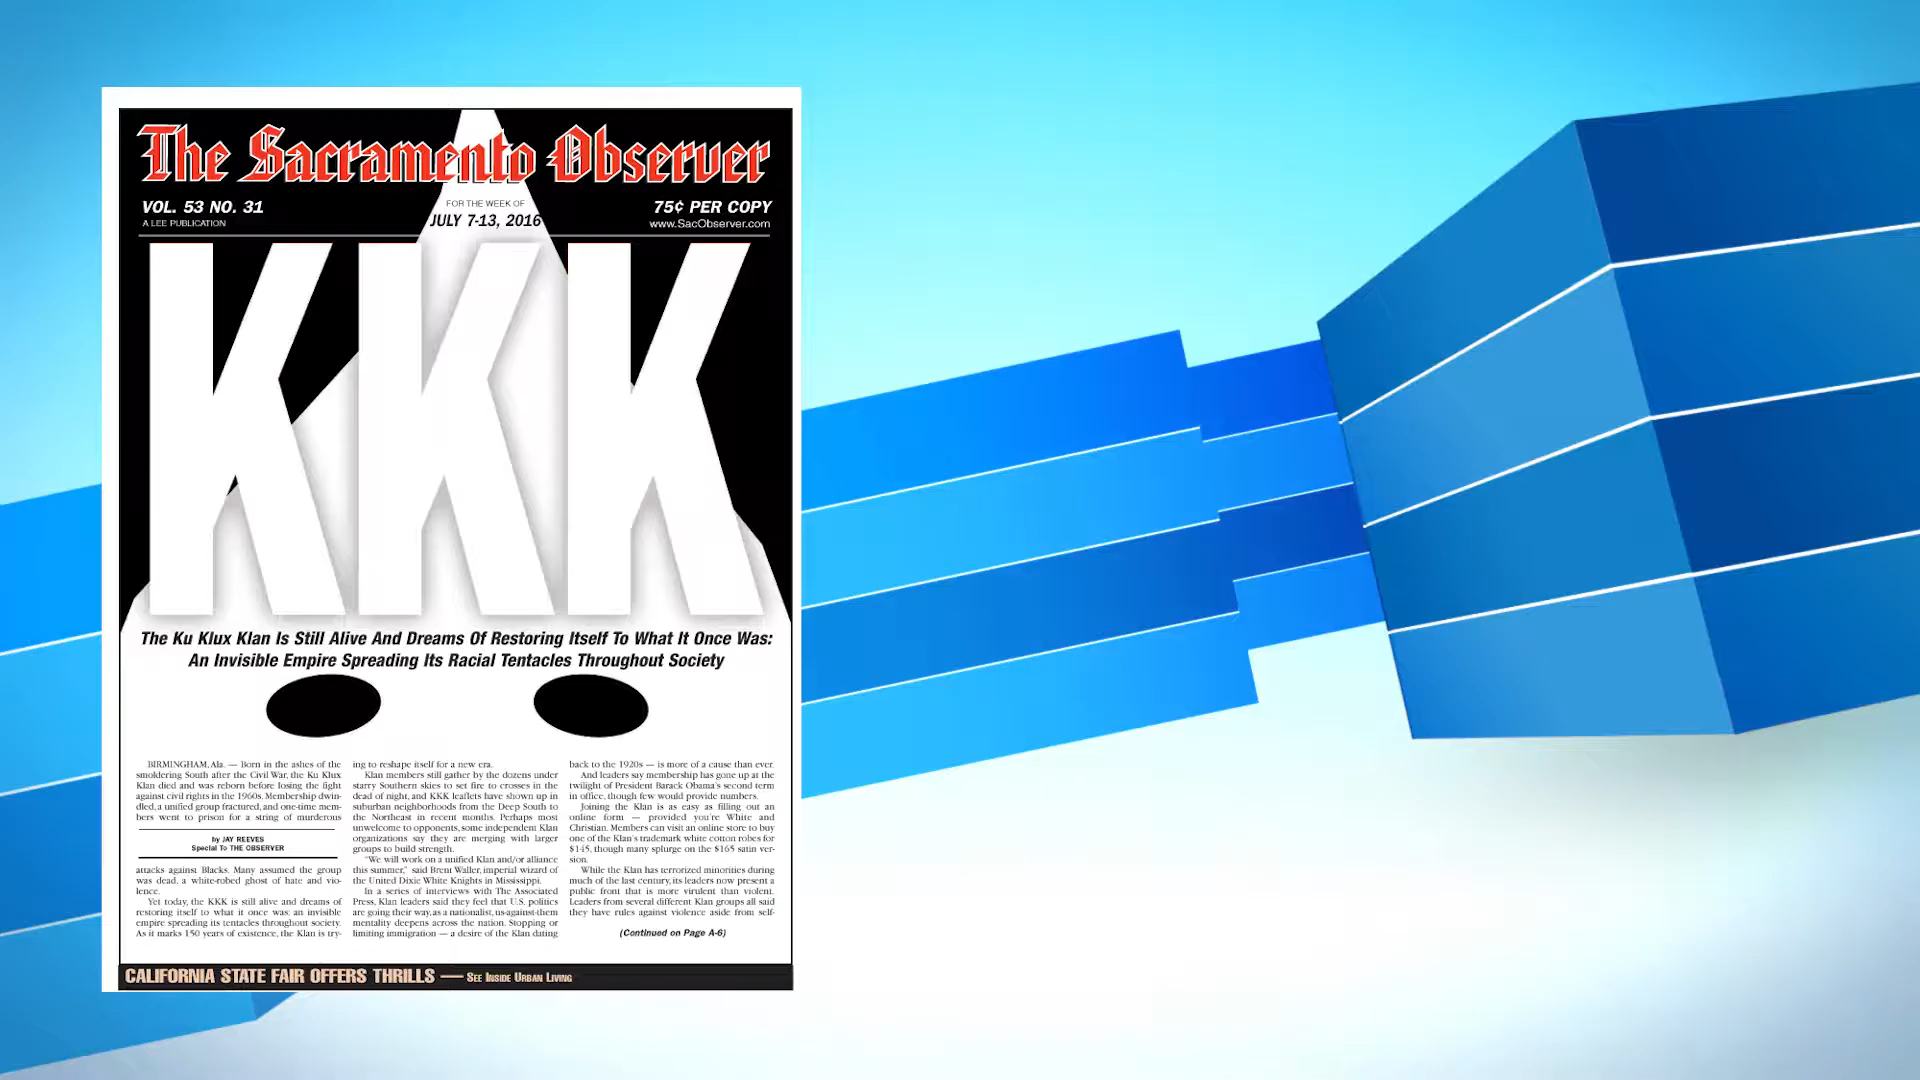 The Sacramento Observer
VOL. 53 NO. 31
A LEE PUBLICATION
FOR THE WEEK OF
JULY 7-13, 2016
75¢ PER COPY
www.SacObserver.com
KKK
The Ku Klux Klan Is Still Alive And Dreams Of Restoring Itself To What It Once Was:
An Invisible Empire Spreading Its Racial Tentacles Throughout Society
BIRMINGHAM, Ala. — Born in the ashes of the
smoldering South after the Civil War, the Ku Klux
Klan died and was reborn before losing the fight
against civil rights in the 1960s. Membership dwin-
dled, a unified group fractured, and one-time mem-
bers went to prison for a string of murderous
by JAY REEVES
Special To THE OBSERVER
attacks against Blacks. Many assumed the group
was dead, a white-robed ghost of hate and vio-
lence.
Yet today, the KKK is still alive and dreams of
restoring itself to what it once was: an invisible
empire spreading its tentacles throughout society.
As it marks 150 years of existence, the Klan is try-
ing to reshape itself for a new era.
Klan members still gather by the dozens under
starry Southern skies to set fire to crosses in the
dead of night, and KKK leaflets have shown up in
suburban neighborhoods from the Deep South to
the Northeast in recent months. Perhaps most
unwelcome to opponents, some independent Klan
organizations say they are merging with larger
groups to build strength.
"We will work on a unified Klan and/or alliance
this summer," said Brent Waller, imperial wizard of
the United Dixie White Knights in Mississippi.
In a series of interviews with The Associated
Press, Klan leaders said they feel that U.S. politics
are going their way, as a nationalist, us-against-them
mentality deepens across the nation. Stopping or
limiting immigration — a desire of the Klan dating
back to the 1920s — is more of a cause than ever.
And leaders say membership has gone up at the
twilight of President Barack Obama's second term
in office, though few would provide numbers.
Joining the Klan is as easy as filling out an
online form — provided you're White and
Christian. Members can visit an online store to buy
one of the Klan's trademark white cotton robes for
$145, though many splurge on the $165 satin ver-
sion.
While the Klan has terrorized minorities during
much of the last century, its leaders now present a
public front that is more virulent than violent.
Leaders from several different Klan groups all said
they have rules against violence aside from self-
(Continued on Page A-6)
CALIFORNIA STATE FAIR OFFERS THRILLS — SEE INSIDE URBAN LIVING